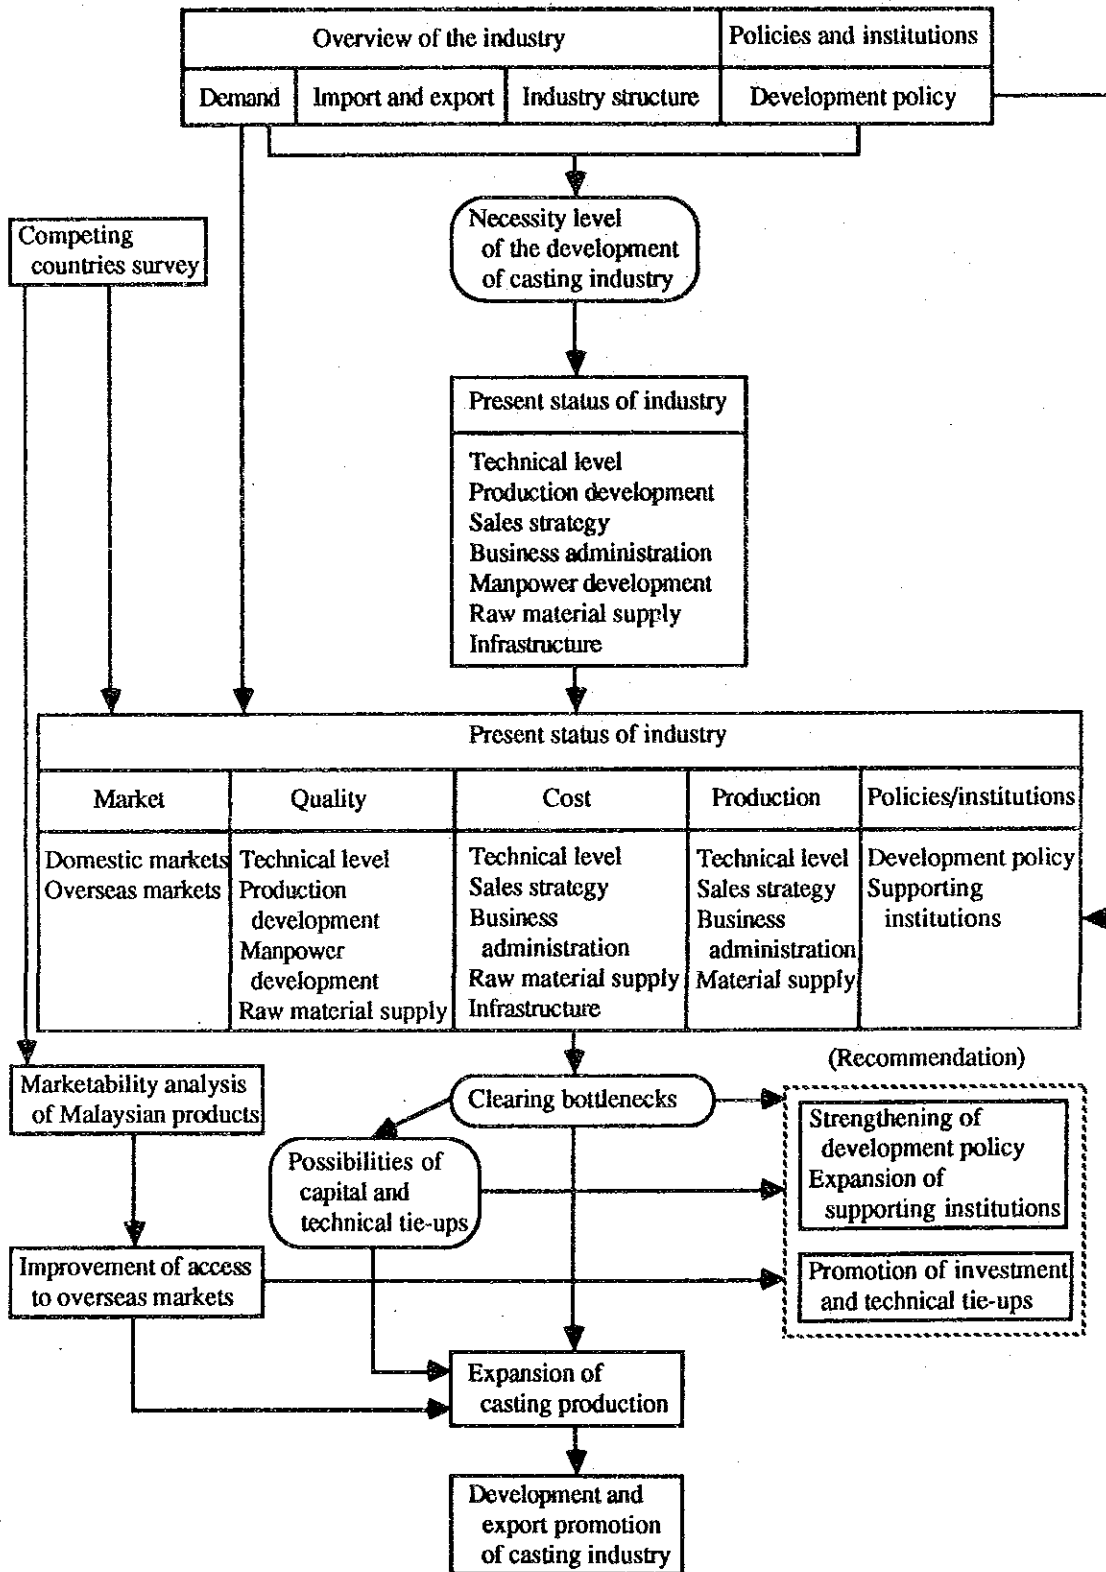 Overview of the industry
Policies and institutions
Demand
Import and export
Industry structure
Development policy
Necessity level
of the development
of casting industry
Competing
countries survey
Present status of industry
Technical level
Production development
Sales strategy
Business administration
Manpower development
Raw material supply
Infrastructure
Present status of industry
Market
Quality
Cost
Production
Policies/institutions
Domestic markets
Overseas markets
Technical level
Production
development
Manpower
development
Raw material supply
Technical level
Sales strategy
Business
administration
Raw material supply
Infrastructure
Technical level
Sales strategy
Business
administration
Material supply
Development policy
Supporting
institutions
(Recommendation)
Marketability analysis
of Malaysian products
Clearing bottlenecks
Strengthening of
development policy
Expansion of
supporting institutions
Possibilities of
capital and
technical tie-ups
Improvement of access
to overseas markets
Promotion of investment
and technical tie-ups
Expansion of
casting production
Development and
export promotion
of casting industry